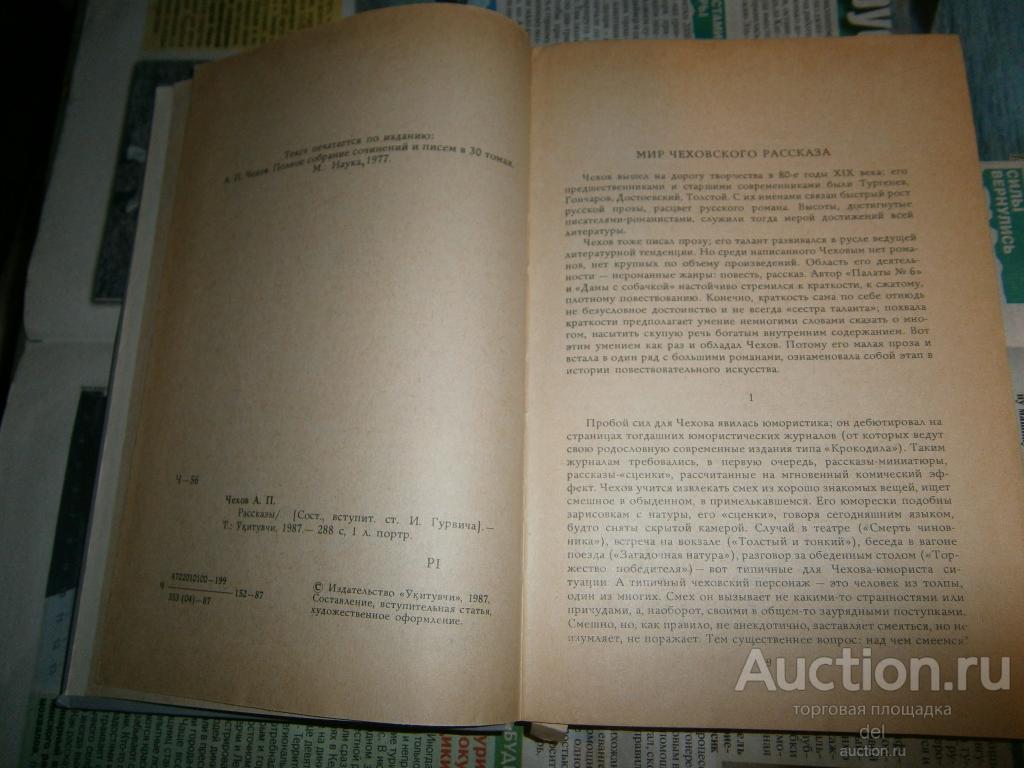 Текст печатается по изданию:
А. П. Чехов. Полное собрание сочинений и писем в 30 томах.
М.: Наука, 1977.
Ч—56
Чехов А. П.
Рассказы/ [Сост., вступит. ст. И. Гурвича].—
Т.: Ўқитувчи, 1987.— 288 с, 1 л. портр.
PI
Ч 4702010100—199 152—87
353 (04)—87
© Издательство «Ўқитувчи», 1987.
Составление, вступительная статья,
художественное оформление.
МИР ЧЕХОВСКОГО РАССКАЗА
Чехов вышел на дорогу творчества в 80-е годы XIX века; его
предшественниками и старшими современниками были Тургенев,
Гончаров, Достоевский, Толстой. С их именами связан быстрый рост
русской прозы, расцвет русского романа. Высоты, достигнутые
писателями-романистами, служили тогда мерой достижений всей
литературы.
Чехов тоже писал прозу; его талант развивался в русле ведущей
литературной тенденции. Но среди написанного Чеховым нет рома-
нов, нет крупных по объему произведений. Область его деятель-
ности — нероманные жанры: повесть, рассказ. Автор «Палаты № 6»
и «Дамы с собачкой» настойчиво стремился к краткости, к сжатому,
плотному повествованию. Конечно, краткость сама по себе отнюдь
не безусловное достоинство и не всегда «сестра таланта»; похвала
краткости предполагает умение немногими словами сказать о мно-
гом, насытить скупую речь богатым внутренним содержанием. Вот
этим умением как раз и обладал Чехов. Потому его малая проза и
встала в один ряд с большими романами, ознаменовала собой этап в
истории повествовательного искусства.
1
Пробой сил для Чехова явилась юмористика; он дебютировал на
страницах тогдашних юмористических журналов (от которых ведут
свою родословную современные издания типа «Крокодила»). Таким
журналам требовались, в первую очередь, рассказы-миниатюры,
рассказы-«сценки», рассчитанные на мгновенный комический эф-
фект. Чехов учится извлекать смех из хорошо знакомых вещей, ищет
смешное в обыденном, в примелькавшемся. Его юморески подобны
зарисовкам с натуры, его «сценки», говоря сегодняшним языком,
будто сняты скрытой камерой. Случай в театре («Смерть чинов-
ника»), встреча на вокзале («Толстый и тонкий»), беседа в вагоне
поезда («Загадочная натура»), разговор за обеденным столом («Тор-
жество победителя») — вот типичные для Чехова-юмориста си-
туации. А типичный чеховский персонаж — это человек из толпы,
один из многих. Смех он вызывает не какими-то странностями или
причудами, а, наоборот, своими в общем-то заурядными поступками.
Смешно, но, как правило, не анекдотично, заставляет смеяться, но не
изумляет, не поражает. Тем существеннее вопрос: над чем смеемся?
СИЛЫ
ВЕРНУЛИСЬ
Auction.ru
торговая площадка
del
auction.ru